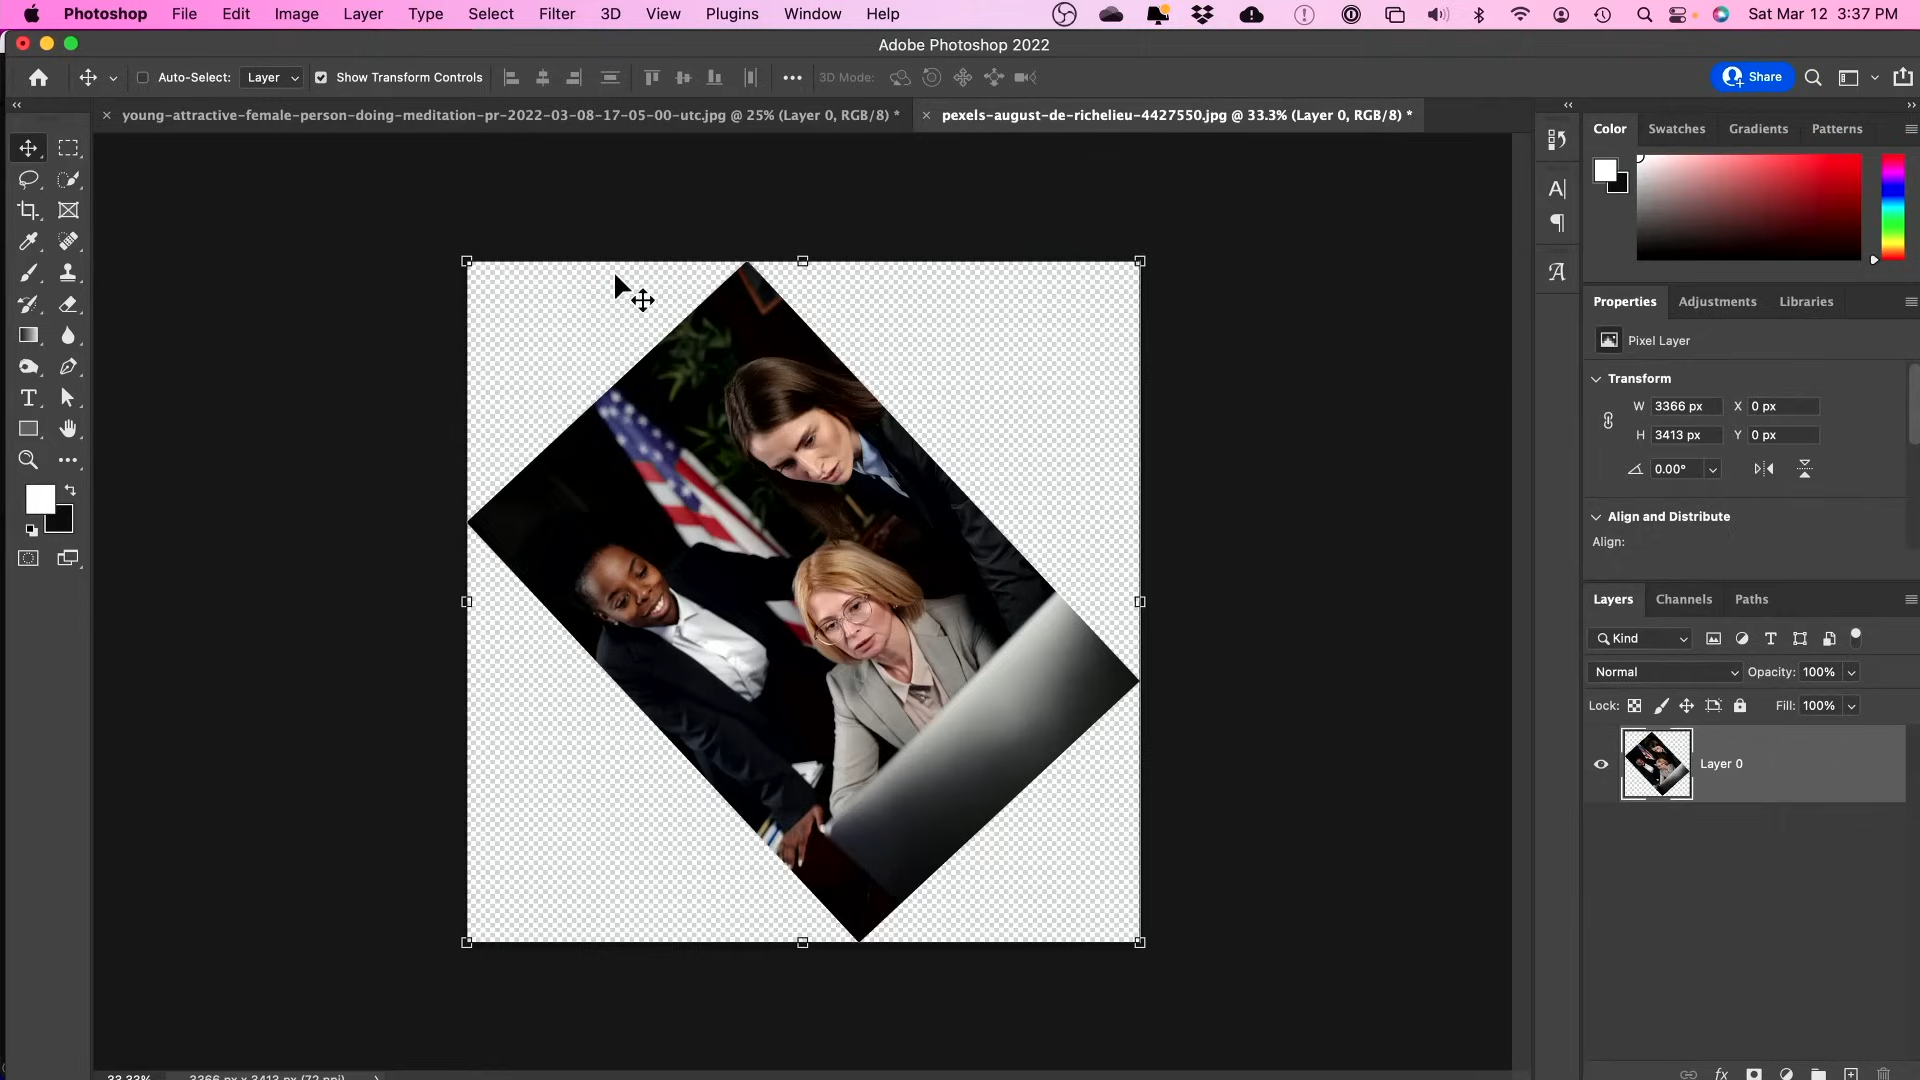 Photoshop File Edit Image Layer Type Select Filter 3D View Plugins Window Help Sat Mar 12 3:37 PM
Adobe Photoshop 2022
Auto-Select: Layer Show Transform Controls 3D Mode: Share
young-attractive-female-person-doing-meditation-pr-2022-03-08-17-05-00-utc.jpg @ 25% (Layer 0, RGB/8) * pexels-august-de-richelieu-4427550.jpg @ 33.3% (Layer 0, RGB/8) *
Color Swatches Gradients Patterns
Properties Adjustments Libraries
Pixel Layer
Transform
W 3366 px X 0 px
H 3413 px Y 0 px
0.00°
Align and Distribute
Align:
Layers Channels Paths
Kind
Normal Opacity: 100%
Lock: Fill: 100%
Layer 0
33.33% 3366 px x 3413 px (72 ppi)
fx